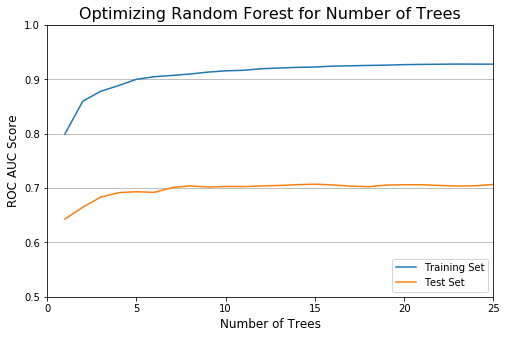 Optimizing Random Forest for Number of Trees
1.0
0.9
0.8
0.7
0.6
0.5
ROC AUC Score
0 5 10 15 20 25
Number of Trees
Training Set
Test Set